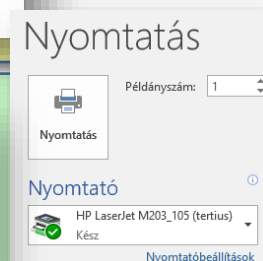 Nyomtatás
Példányszám: 1
Nyomtatás
Nyomtató
HP LaserJet M203_105 (tertius)
Kész
Nyomtatóbeállítások